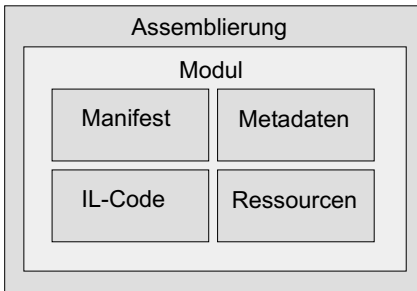 Assemblierung
Modul
Manifest
Metadaten
IL-Code
Ressourcen